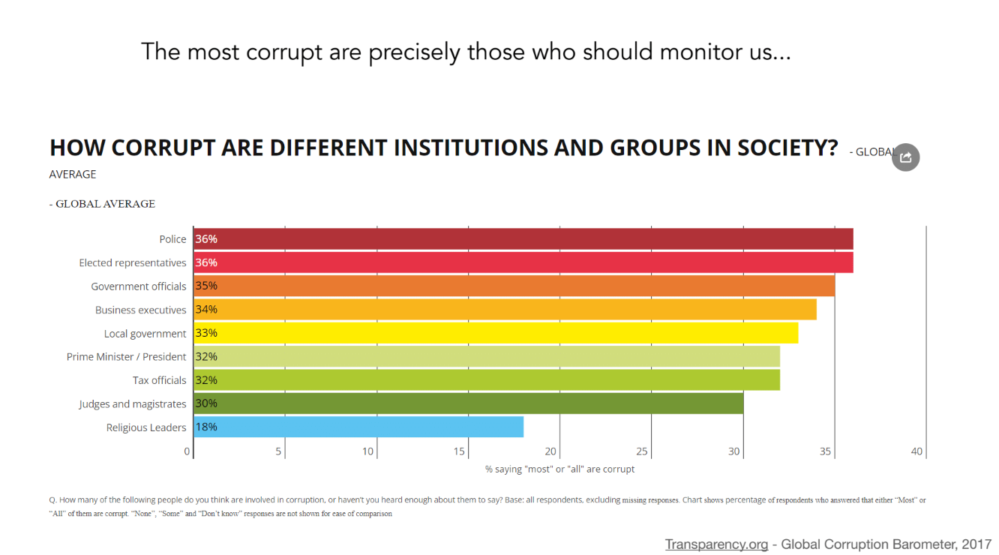 The most corrupt are precisely those who should monitor us...
HOW CORRUPT ARE DIFFERENT INSTITUTIONS AND GROUPS IN SOCIETY? - GLOBAL
AVERAGE
- GLOBAL AVERAGE
Police 36%
Elected representatives 36%
Government officials 35%
Business executives 34%
Local government 33%
Prime Minister / President 32%
Tax officials 32%
Judges and magistrates 30%
Religious Leaders 18%
0 5 10 15 20 25 30 35 40
% saying "most" or "all" are corrupt
Q. How many of the following people do you think are involved in corruption, or haven't you heard enough about them to say? Base: all respondents, excluding missing responses. Chart shows percentage of respondents who answered that either “Most” or
“All” of them are corrupt. “None”, “Some” and “Don’t know” responses are not shown for ease of comparison
Transparency.org - Global Corruption Barometer, 2017